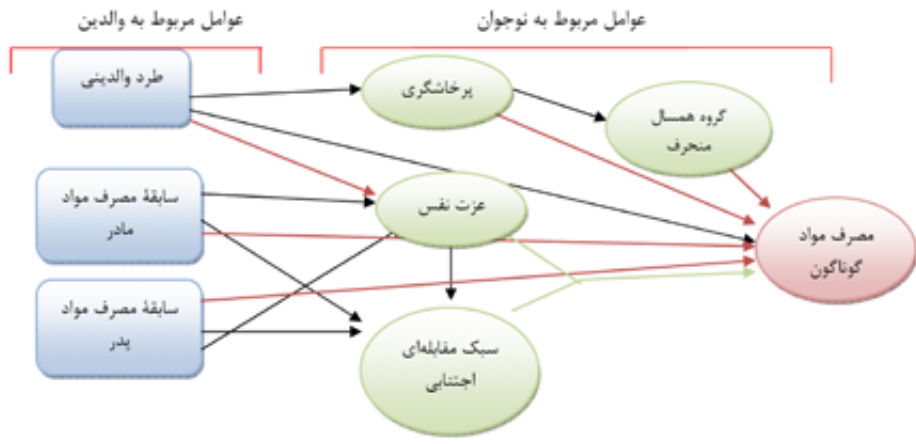 عوامل مربوط به نوجوان
عوامل مربوط به والدین
طرد والدینی
پرخاشگری
گروه همسال
منحرف
سابقهٔ مصرف مواد
مادر
عزت نفس
مصرف مواد
گوناگون
سابقهٔ مصرف مواد
پدر
سبک مقابله‌ای
اجتنابی